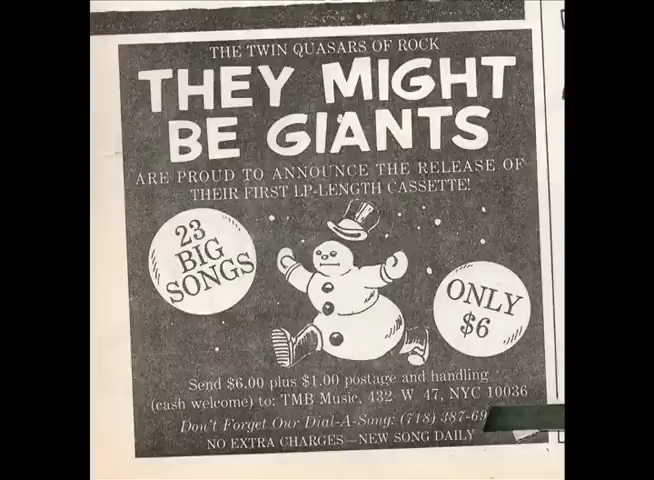 THE TWIN QUASARS OF ROCK
THEY MIGHT
BE GIANTS
ARE PROUD TO ANNOUNCE THE RELEASE OF
THEIR FIRST LP-LENGTH CASSETTE!
23
BIG
SONGS
ONLY
$6
Send $6.00 plus $1.00 postage and handling
(cash welcome) to: TMB Music, 432 W 47, NYC 10036
Don't Forget Our Dial-A-Song: (718) 387-69
NO EXTRA CHARGES—NEW SONG DAILY